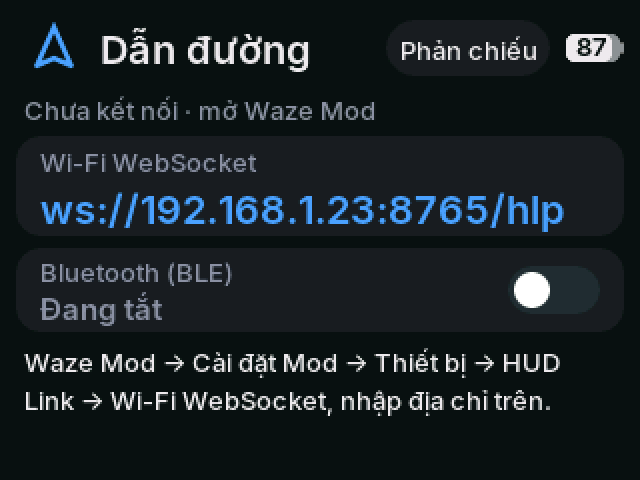 Dẫn đường
Phản chiếu
87
Chưa kết nối · mở Waze Mod
Wi-Fi WebSocket
ws://192.168.1.23:8765/hlp
Bluetooth (BLE)
Đang tắt
Waze Mod → Cài đặt Mod → Thiết bị → HUD
Link → Wi-Fi WebSocket, nhập địa chỉ trên.